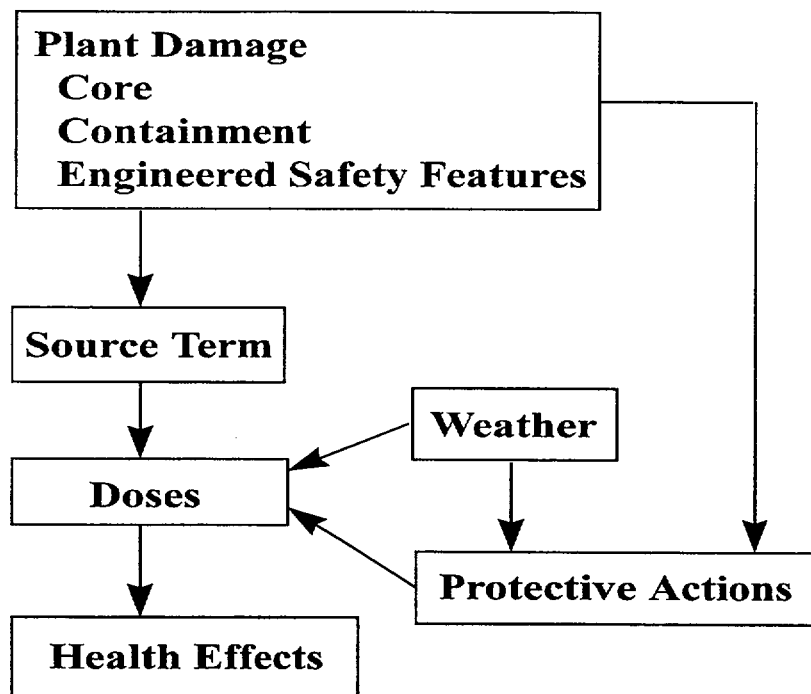 Plant Damage
Core
Containment
Engineered Safety Features
Source Term
Weather
Doses
Protective Actions
Health Effects